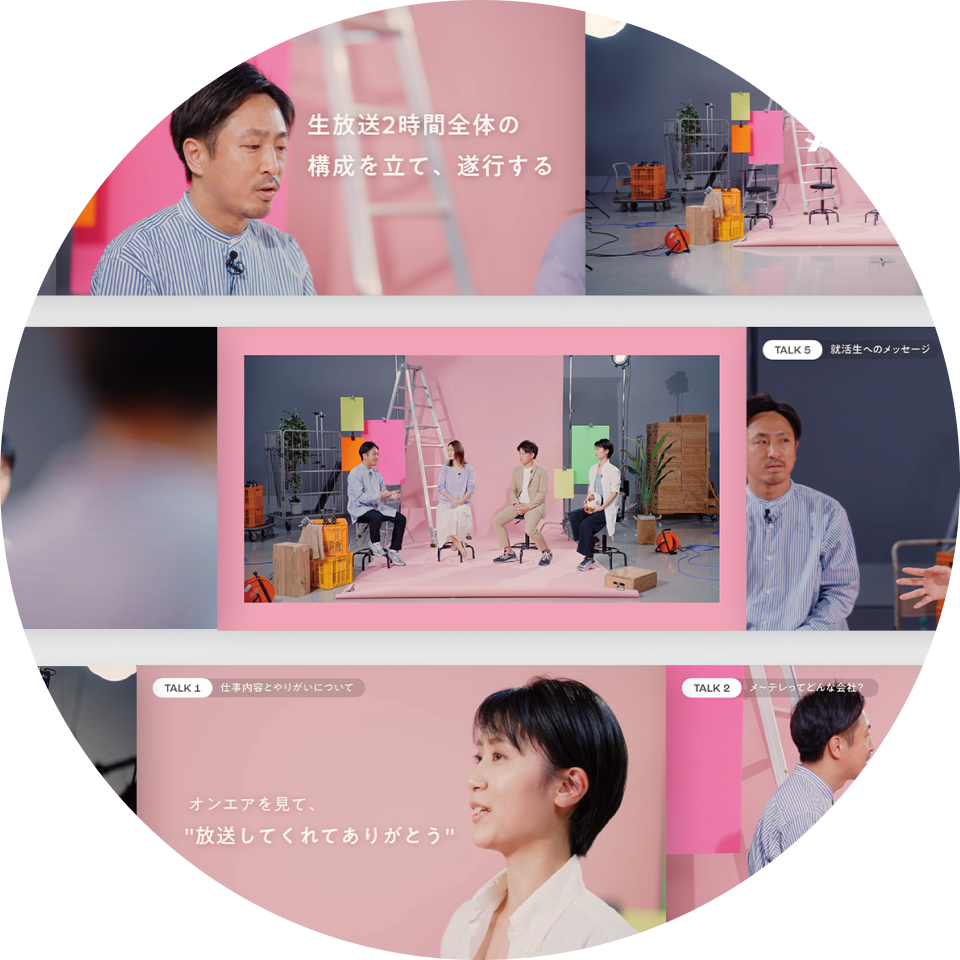 生放送2時間全体の
構成を立て、遂行する
TALK 5 就活生へのメッセージ
TALK 1 仕事内容とやりがいについて
TALK 2 メ〜テレってどんな会社?
オンエアを見て、
"放送してくれてありがとう"